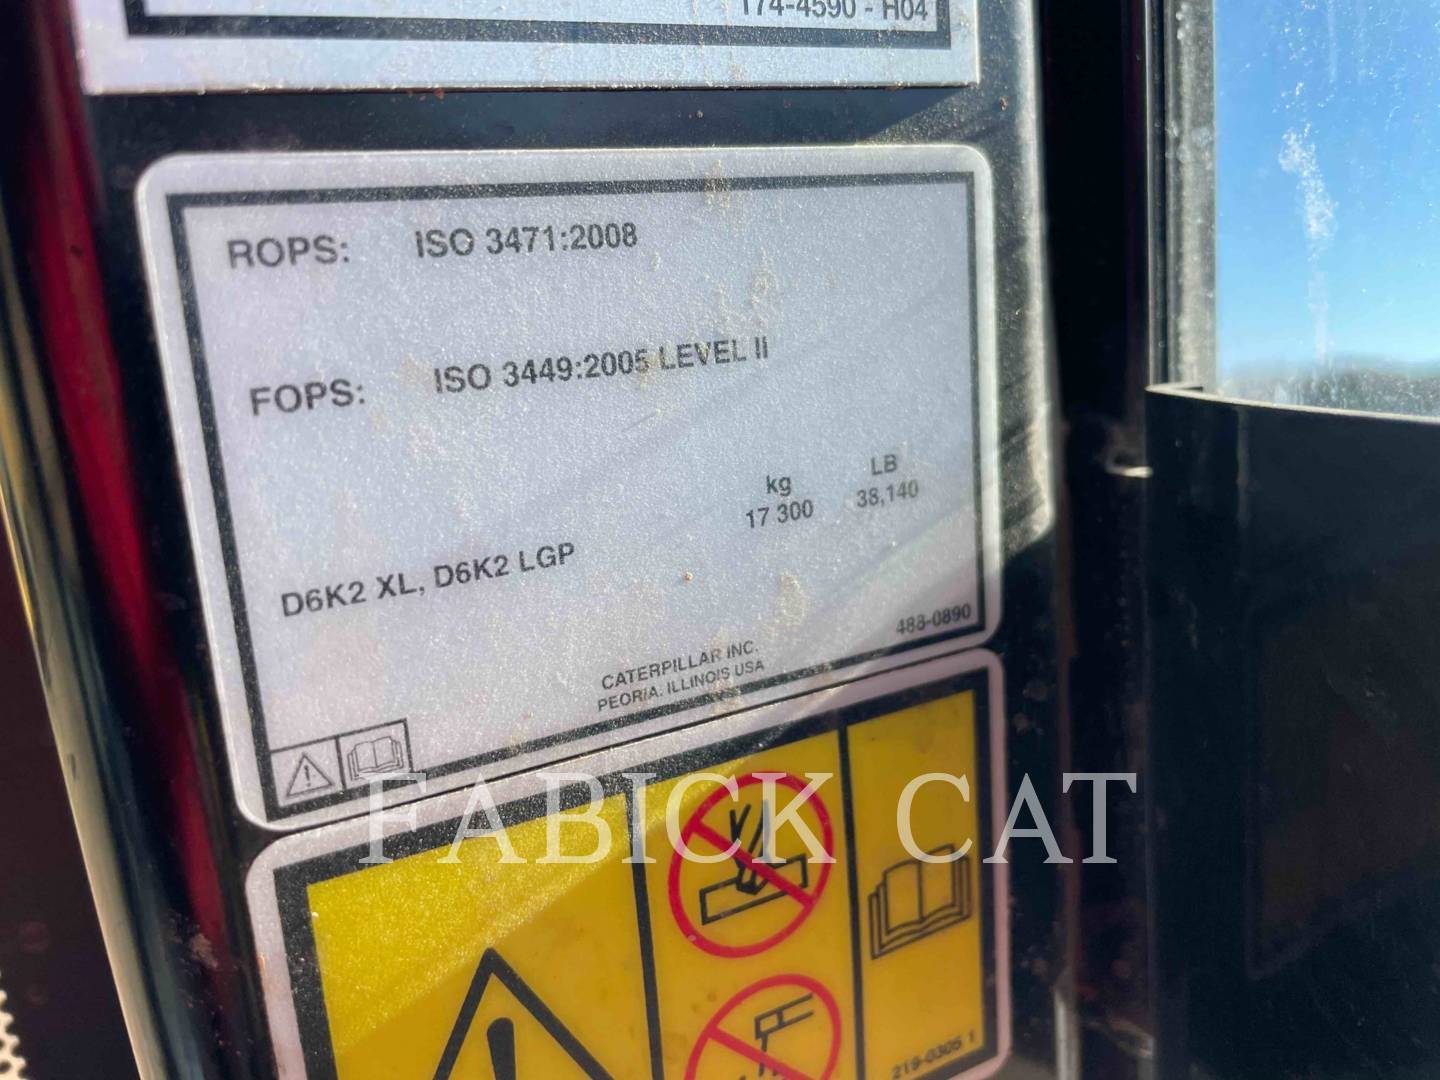 174-4590 - H04
ROPS: ISO 3471:2008
FOPS: ISO 3449:2005 LEVEL II
kg LB
17 300 38,140
D6K2 XL, D6K2 LGP
488-0890
CATERPILLAR INC.
PEORIA, ILLINOIS USA
FABICK CAT
219-0305 1